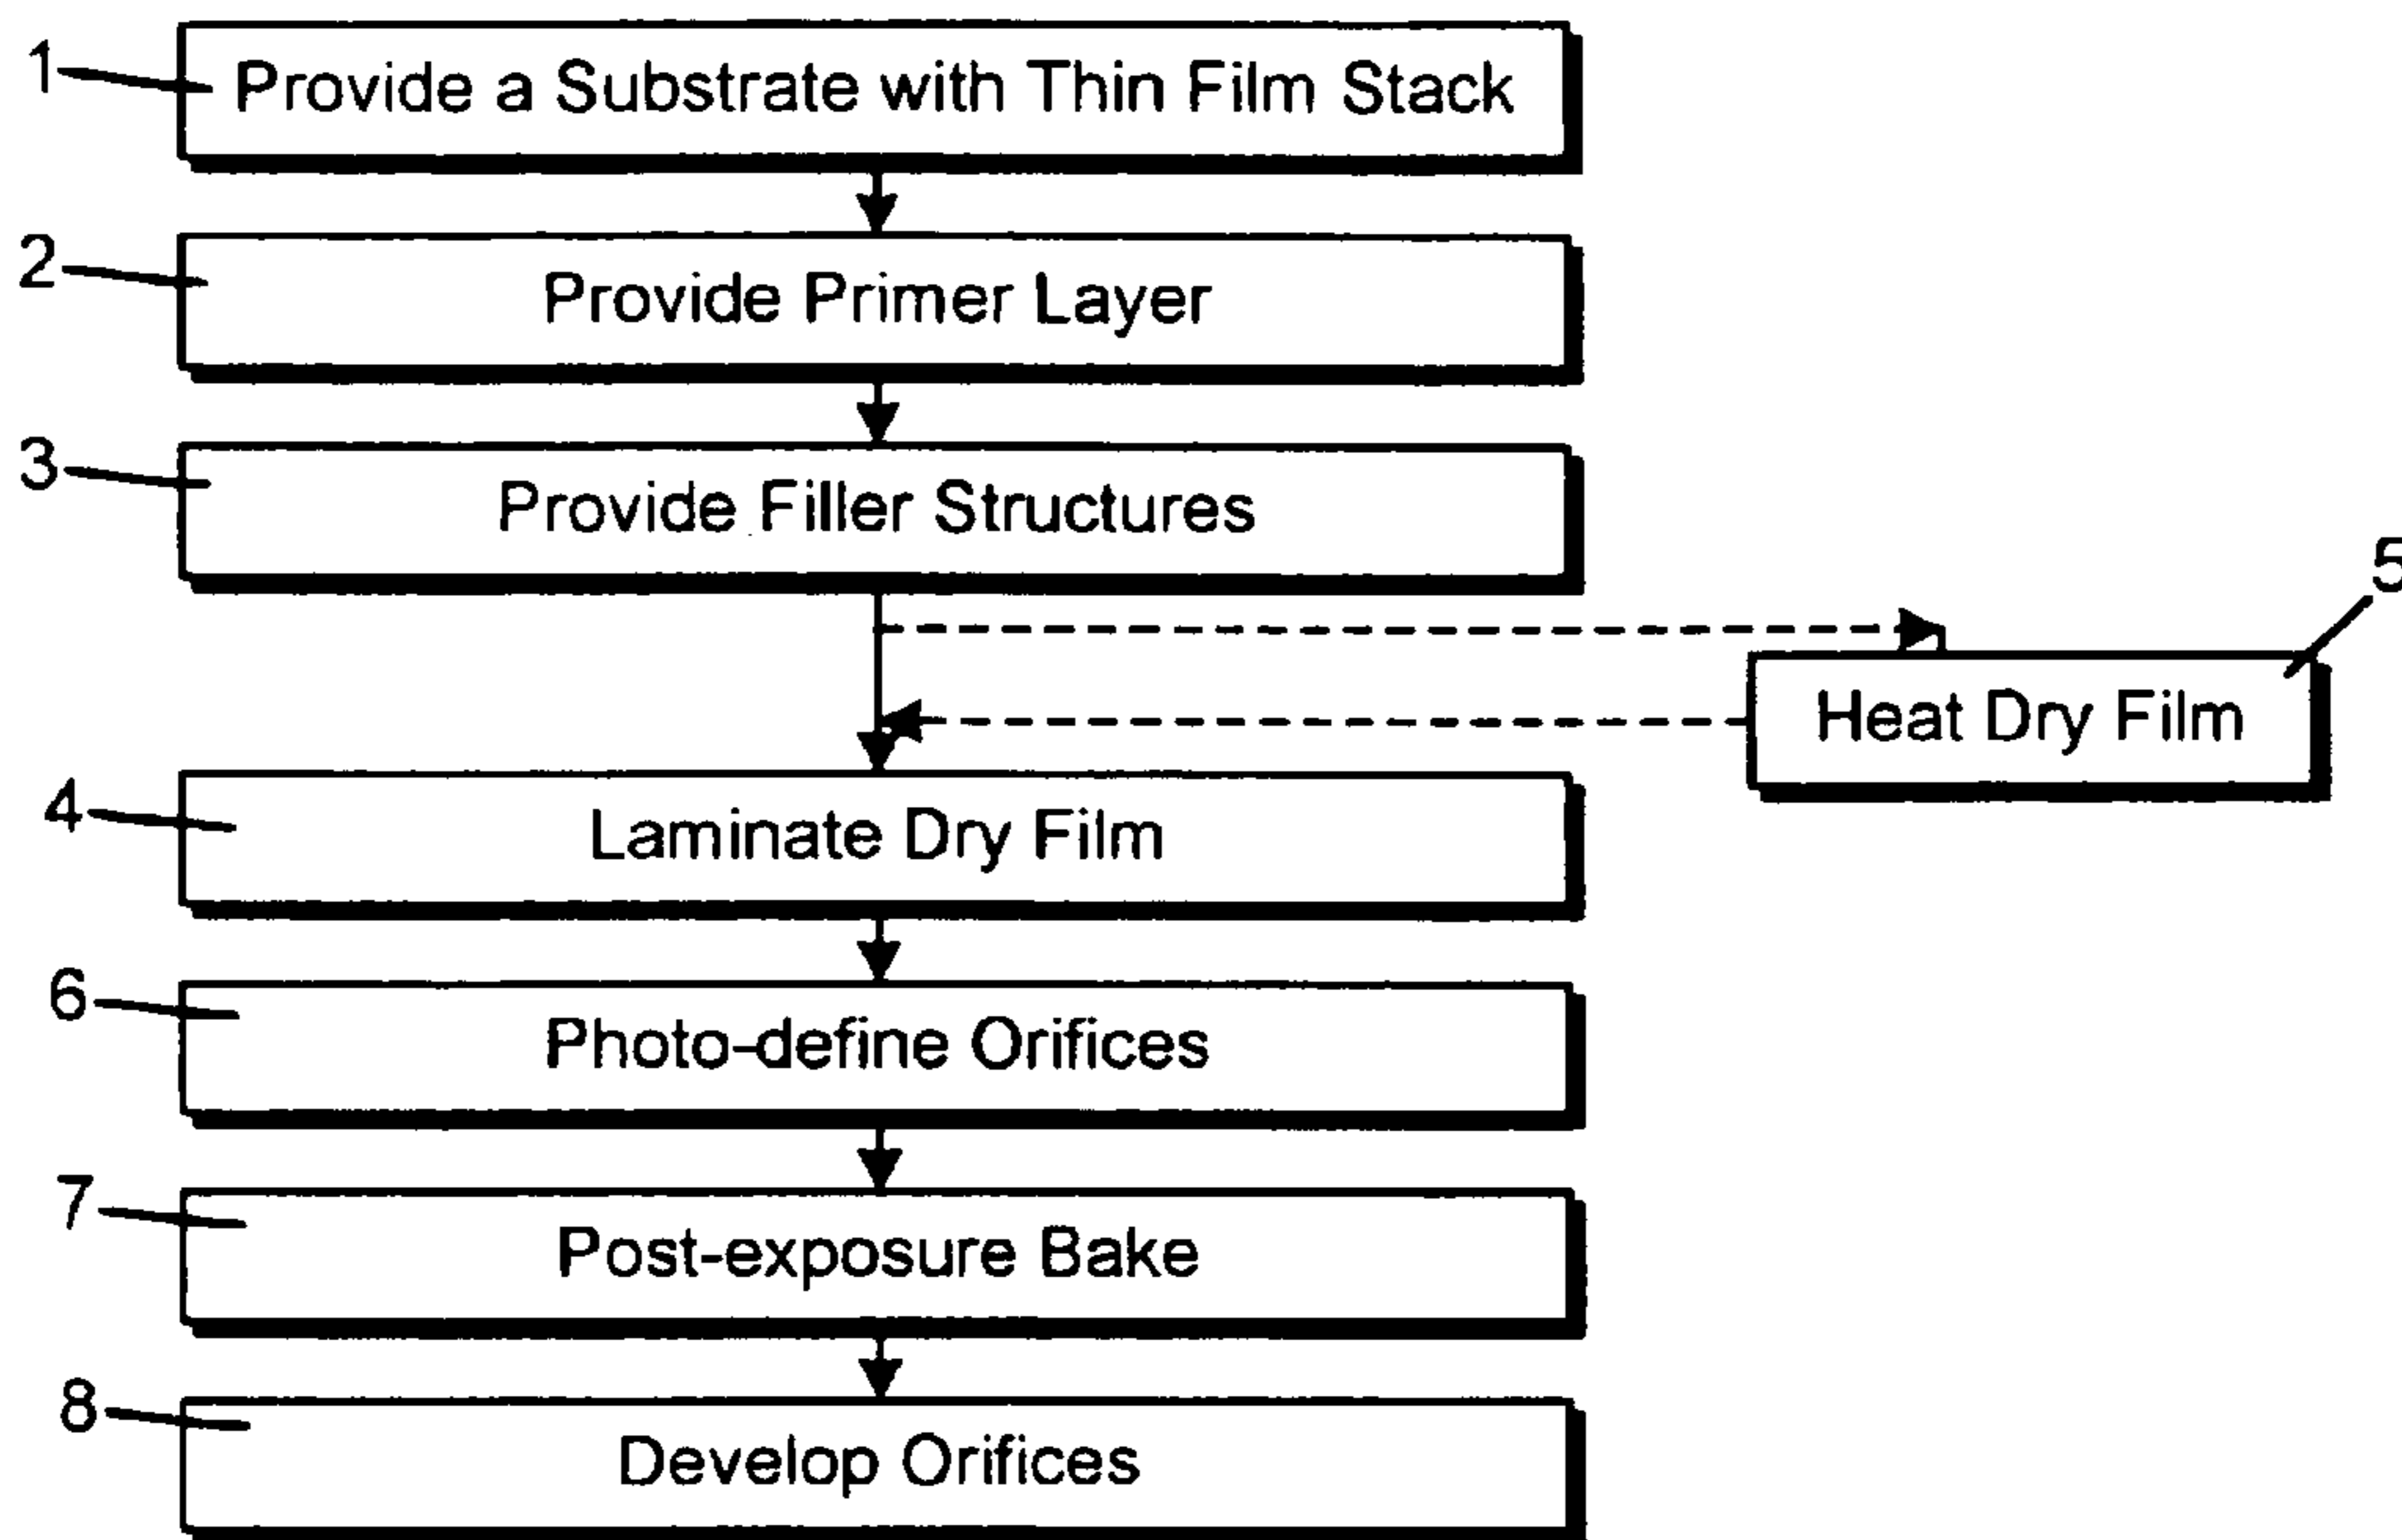 1
Provide a Substrate with Thin Film Stack
2
Provide Primer Layer
3
Provide Filler Structures
5
Heat Dry Film
4
Laminate Dry Film
6
Photo-define Orifices
7
Post-exposure Bake
8
Develop Orifices